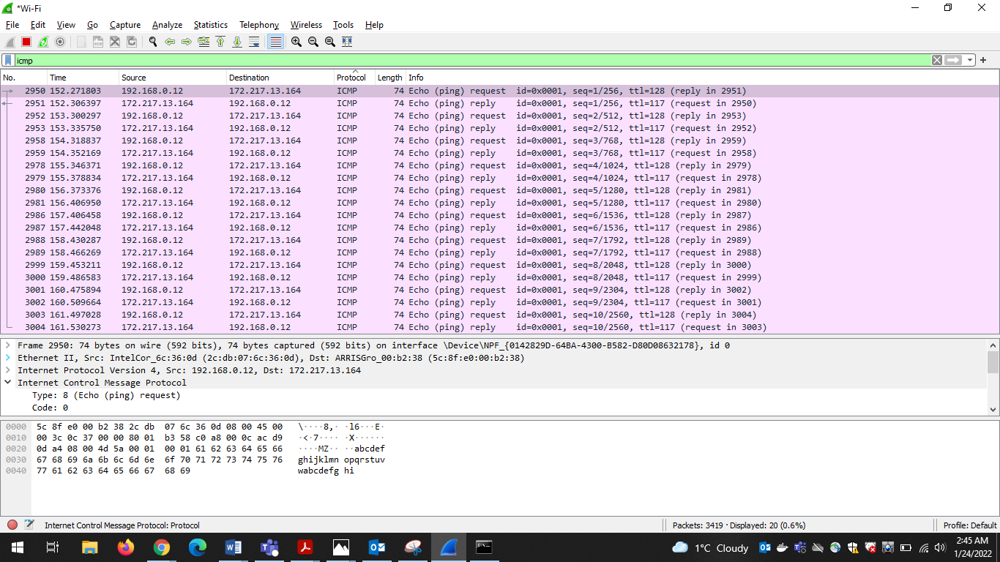 *Wi-Fi
File Edit View Go Capture Analyze Statistics Telephony Wireless Tools Help
icmp
No. Time Source Destination Protocol Length Info
2950 152.271803 192.168.0.12 172.217.13.164 ICMP 74 Echo (ping) request id=0x0001, seq=1/256, ttl=128 (reply in 2951)
2951 152.306397 172.217.13.164 192.168.0.12 ICMP 74 Echo (ping) reply id=0x0001, seq=1/256, ttl=117 (request in 2950)
2952 153.300297 192.168.0.12 172.217.13.164 ICMP 74 Echo (ping) request id=0x0001, seq=2/512, ttl=128 (reply in 2953)
2953 153.335750 172.217.13.164 192.168.0.12 ICMP 74 Echo (ping) reply id=0x0001, seq=2/512, ttl=117 (request in 2952)
2958 154.318837 192.168.0.12 172.217.13.164 ICMP 74 Echo (ping) request id=0x0001, seq=3/768, ttl=128 (reply in 2959)
2959 154.352169 172.217.13.164 192.168.0.12 ICMP 74 Echo (ping) reply id=0x0001, seq=3/768, ttl=117 (request in 2958)
2978 155.346371 192.168.0.12 172.217.13.164 ICMP 74 Echo (ping) request id=0x0001, seq=4/1024, ttl=128 (reply in 2979)
2979 155.378834 172.217.13.164 192.168.0.12 ICMP 74 Echo (ping) reply id=0x0001, seq=4/1024, ttl=117 (request in 2978)
2980 156.373376 192.168.0.12 172.217.13.164 ICMP 74 Echo (ping) request id=0x0001, seq=5/1280, ttl=128 (reply in 2981)
2981 156.406950 172.217.13.164 192.168.0.12 ICMP 74 Echo (ping) reply id=0x0001, seq=5/1280, ttl=117 (request in 2980)
2986 157.406458 192.168.0.12 172.217.13.164 ICMP 74 Echo (ping) request id=0x0001, seq=6/1536, ttl=128 (reply in 2987)
2987 157.442048 172.217.13.164 192.168.0.12 ICMP 74 Echo (ping) reply id=0x0001, seq=6/1536, ttl=117 (request in 2986)
2988 158.430287 192.168.0.12 172.217.13.164 ICMP 74 Echo (ping) request id=0x0001, seq=7/1792, ttl=128 (reply in 2989)
2989 158.466269 172.217.13.164 192.168.0.12 ICMP 74 Echo (ping) reply id=0x0001, seq=7/1792, ttl=117 (request in 2988)
2999 159.453211 192.168.0.12 172.217.13.164 ICMP 74 Echo (ping) request id=0x0001, seq=8/2048, ttl=128 (reply in 3000)
3000 159.486583 172.217.13.164 192.168.0.12 ICMP 74 Echo (ping) reply id=0x0001, seq=8/2048, ttl=117 (request in 2999)
3001 160.475894 192.168.0.12 172.217.13.164 ICMP 74 Echo (ping) request id=0x0001, seq=9/2304, ttl=128 (reply in 3002)
3002 160.509664 172.217.13.164 192.168.0.12 ICMP 74 Echo (ping) reply id=0x0001, seq=9/2304, ttl=117 (request in 3001)
3003 161.497028 192.168.0.12 172.217.13.164 ICMP 74 Echo (ping) request id=0x0001, seq=10/2560, ttl=128 (reply in 3004)
3004 161.530273 172.217.13.164 192.168.0.12 ICMP 74 Echo (ping) reply id=0x0001, seq=10/2560, ttl=117 (request in 3003)
Frame 2950: 74 bytes on wire (592 bits), 74 bytes captured (592 bits) on interface \Device\NPF_{0142829D-64BA-4300-B582-D80D08632178}, id 0
Ethernet II, Src: IntelCor_6c:36:0d (2c:db:07:6c:36:0d), Dst: ARRISGro_00:b2:38 (5c:8f:e0:00:b2:38)
Internet Protocol Version 4, Src: 192.168.0.12, Dst: 172.217.13.164
Internet Control Message Protocol
Type: 8 (Echo (ping) request)
Code: 0
0000 5c 8f e0 00 b2 38 2c db 07 6c 36 0d 08 00 45 00 \····8,· ·l6···E·
0010 00 3c 0c 37 00 00 80 01 b3 58 c0 a8 00 0c ac d9 ·<·7···· ·X······
0020 0d a4 08 00 4d 5a 00 01 00 01 61 62 63 64 65 66 ····MZ·· ··abcdef
0030 67 68 69 6a 6b 6c 6d 6e 6f 70 71 72 73 74 75 76 ghijklmn opqrstuv
0040 77 61 62 63 64 65 66 67 68 69 wabcdefg hi
Internet Control Message Protocol: Protocol Packets: 3419 · Displayed: 20 (0.6%) Profile: Default
1°C Cloudy
2:45 AM
1/24/2022